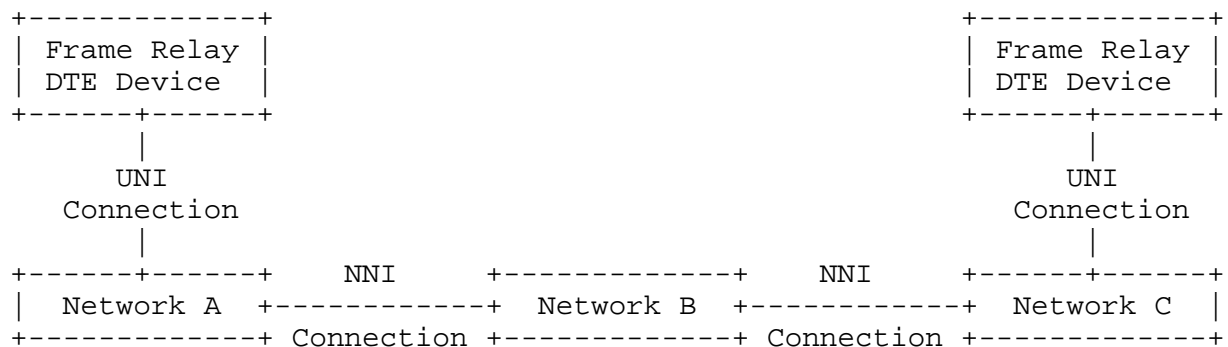 Frame Relay Frame Relay
DTE Device DTE Device
UNI UNI
Connection Connection
NNI NNI
Network A Network B Network C
Connection Connection